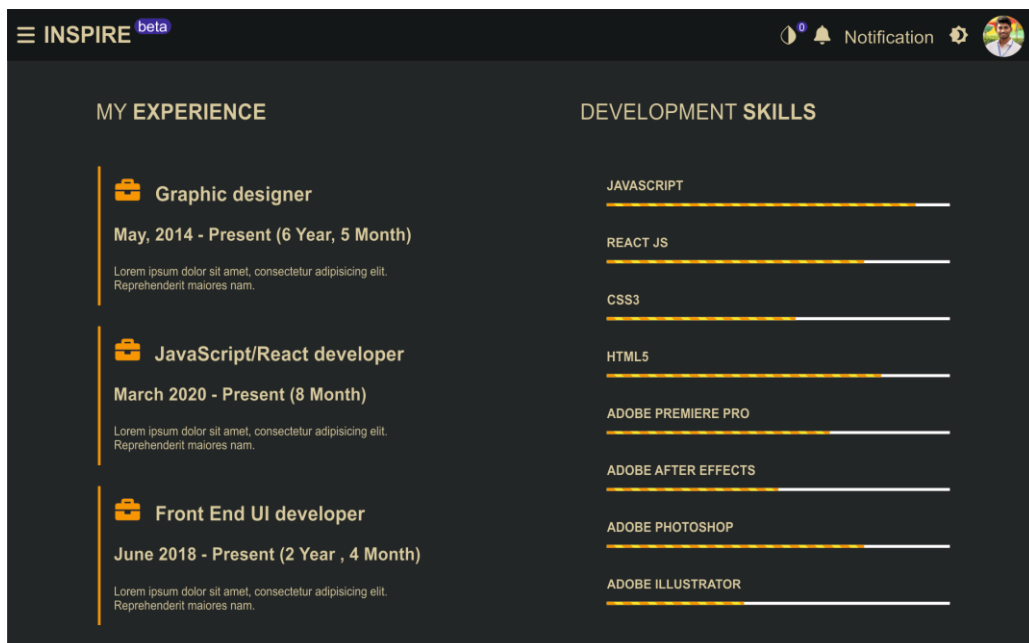 INSPIRE beta
0
Notification
MY EXPERIENCE
Graphic designer
May, 2014 - Present (6 Year, 5 Month)
Lorem ipsum dolor sit amet, consectetur adipisicing elit.
Reprehenderit maiores nam.
JavaScript/React developer
March 2020 - Present (8 Month)
Lorem ipsum dolor sit amet, consectetur adipisicing elit.
Reprehenderit maiores nam.
Front End UI developer
June 2018 - Present (2 Year , 4 Month)
Lorem ipsum dolor sit amet, consectetur adipisicing elit.
Reprehenderit maiores nam.
DEVELOPMENT SKILLS
JAVASCRIPT
REACT JS
CSS3
HTML5
ADOBE PREMIERE PRO
ADOBE AFTER EFFECTS
ADOBE PHOTOSHOP
ADOBE ILLUSTRATOR